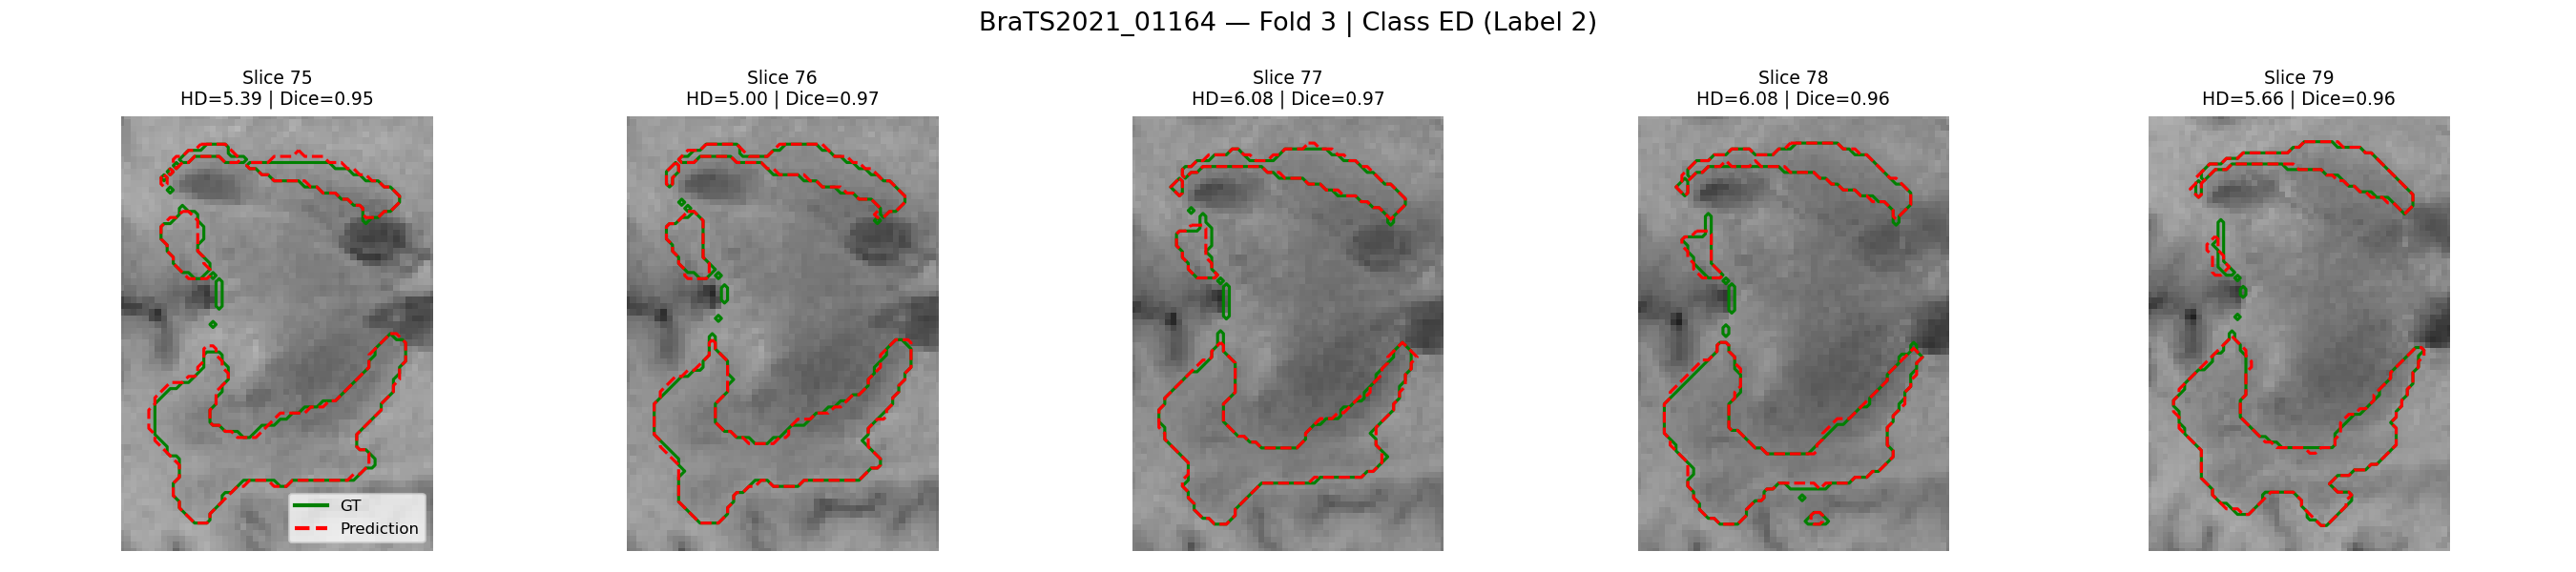 BraTS2021_01164 — Fold 3 | Class ED (Label 2)
Slice 75
HD=5.39 | Dice=0.95
Slice 76
HD=5.00 | Dice=0.97
Slice 77
HD=6.08 | Dice=0.97
Slice 78
HD=6.08 | Dice=0.96
Slice 79
HD=5.66 | Dice=0.96
GT
Prediction